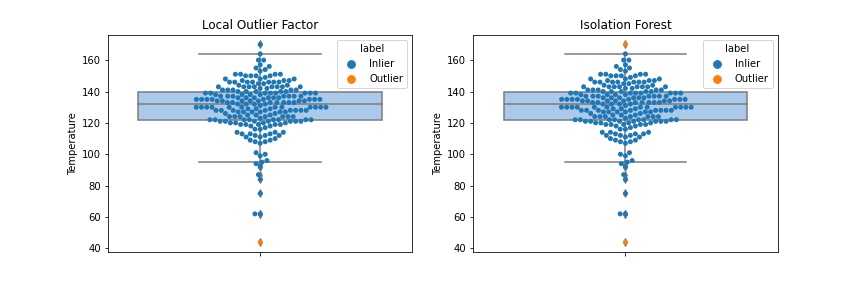 Local Outlier Factor
label
Inlier
Outlier
Temperature
160
140
120
100
80
60
40
Isolation Forest
label
Inlier
Outlier
Temperature
160
140
120
100
80
60
40